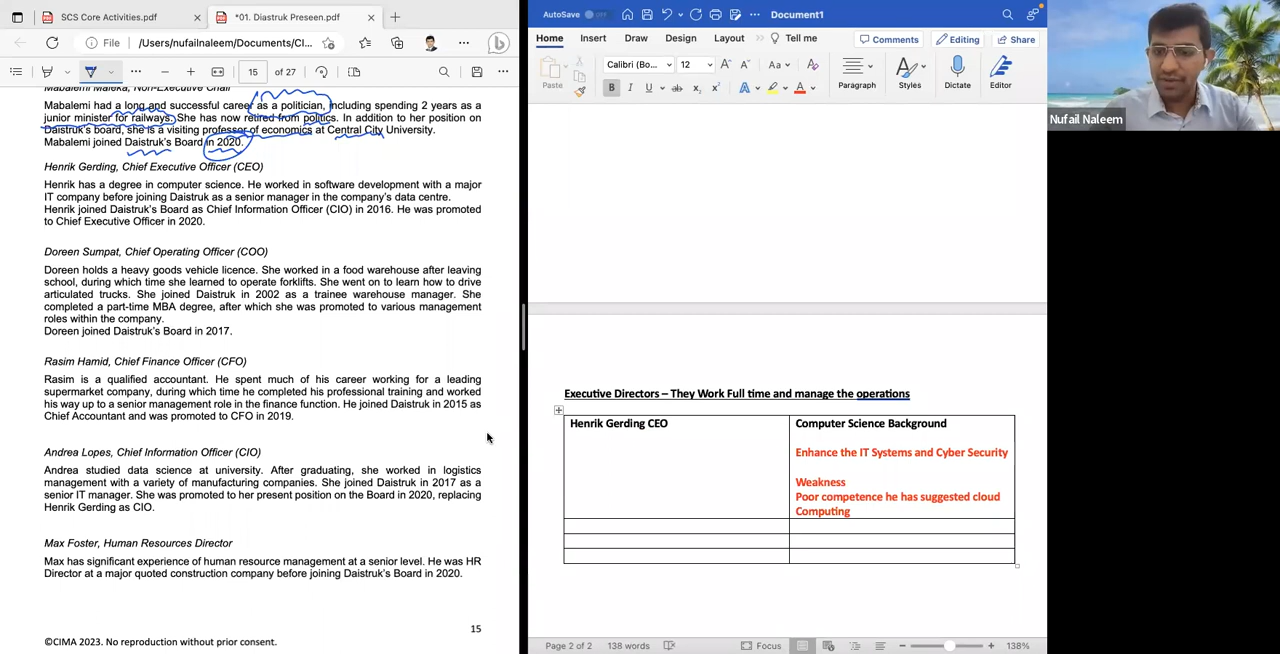 SCS Core Activities.pdf
*01. Diastruk Preseen.pdf
File
/Users/nufailnaleem/Documents/CI...
15 of 27
Mabalemi Maleka, Non-Executive Chair
Mabalemi had a long and successful career as a politician, including spending 2 years as a
junior minister for railways. She has now retired from politics. In addition to her position on
Daistruk's board, she is a visiting professor of economics at Central City University.
Mabalemi joined Daistruk's Board in 2020.
Henrik Gerding, Chief Executive Officer (CEO)
Henrik has a degree in computer science. He worked in software development with a major
IT company before joining Daistruk as a senior manager in the company's data centre.
Henrik joined Daistruk's Board as Chief Information Officer (CIO) in 2016. He was promoted
to Chief Executive Officer in 2020.
Doreen Sumpat, Chief Operating Officer (COO)
Doreen holds a heavy goods vehicle licence. She worked in a food warehouse after leaving
school, during which time she learned to operate forklifts. She went on to learn how to drive
articulated trucks. She joined Daistruk in 2002 as a trainee warehouse manager. She
completed a part-time MBA degree, after which she was promoted to various management
roles within the company.
Doreen joined Daistruk's Board in 2017.
Rasim Hamid, Chief Finance Officer (CFO)
Rasim is a qualified accountant. He spent much of his career working for a leading
supermarket company, during which time he completed his professional training and worked
his way up to a senior management role in the finance function. He joined Daistruk in 2015 as
Chief Accountant and was promoted to CFO in 2019.
Andrea Lopes, Chief Information Officer (CIO)
Andrea studied data science at university. After graduating, she worked in logistics
management with a variety of manufacturing companies. She joined Daistruk in 2017 as a
senior IT manager. She was promoted to her present position on the Board in 2020, replacing
Henrik Gerding as CIO.
Max Foster, Human Resources Director
Max has significant experience of human resource management at a senior level. He was HR
Director at a major quoted construction company before joining Daistruk's Board in 2020.
15
©CIMA 2023. No reproduction without prior consent.
AutoSave OFF
Document1
Home Insert Draw Design Layout Tell me
Comments Editing Share
Paste
Calibri (Bo... 12
Styles
Dictate
Editor
Executive Directors – They Work Full time and manage the operations
Henrik Gerding CEO
Computer Science Background
Enhance the IT Systems and Cyber Security
Weakness
Poor competence he has suggested cloud
Computing
Page 2 of 2 138 words
Focus
138%
Nufail Naleem